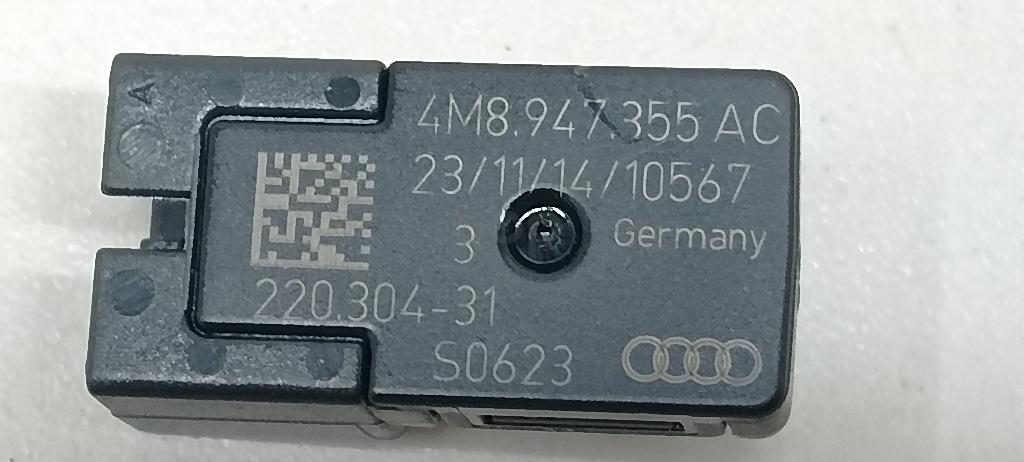 A
4M8.947.355 AC
23/11/14/10567
3 Germany
220.304-31
S0623